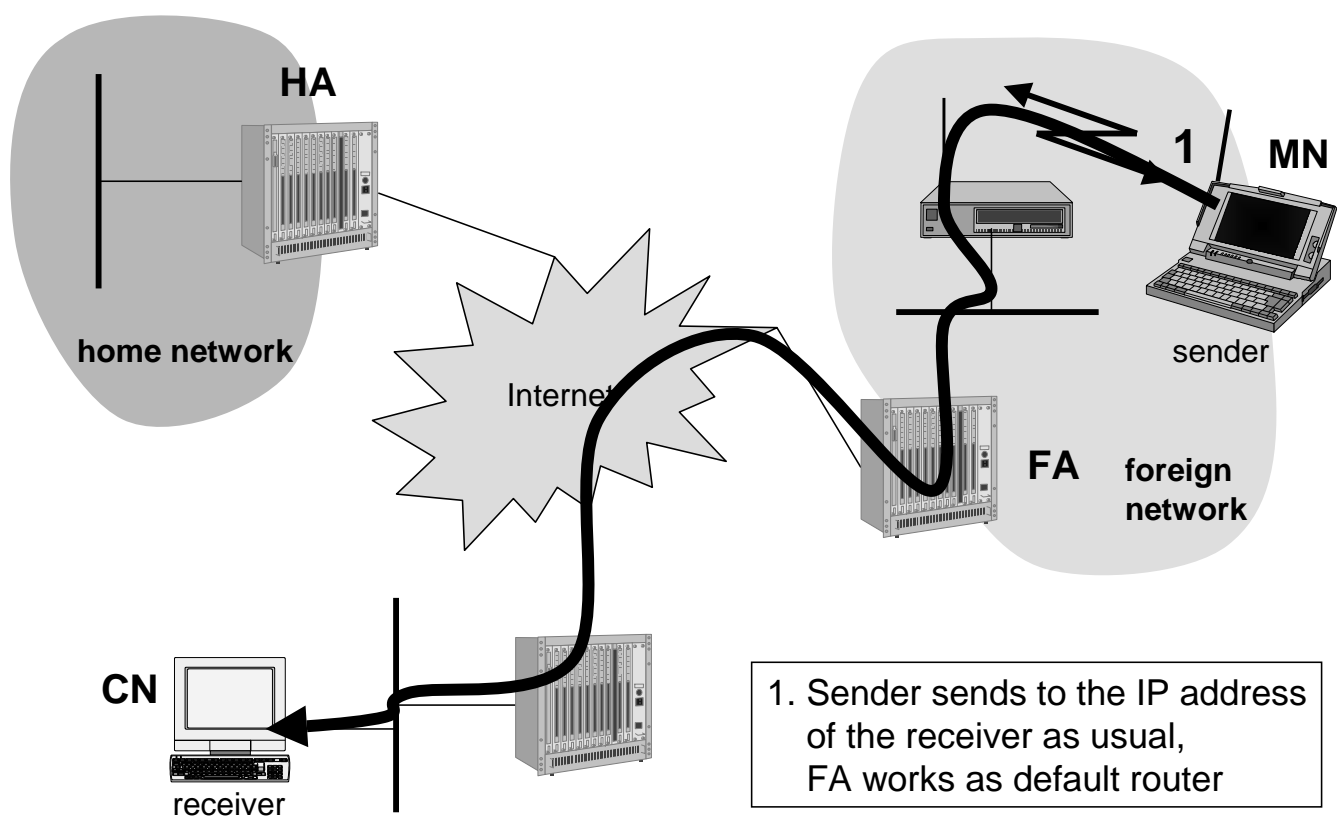 HA
1
MN
home network
sender
Internet
FA
foreign
network
CN
receiver
1. Sender sends to the IP address
of the receiver as usual,
FA works as default router